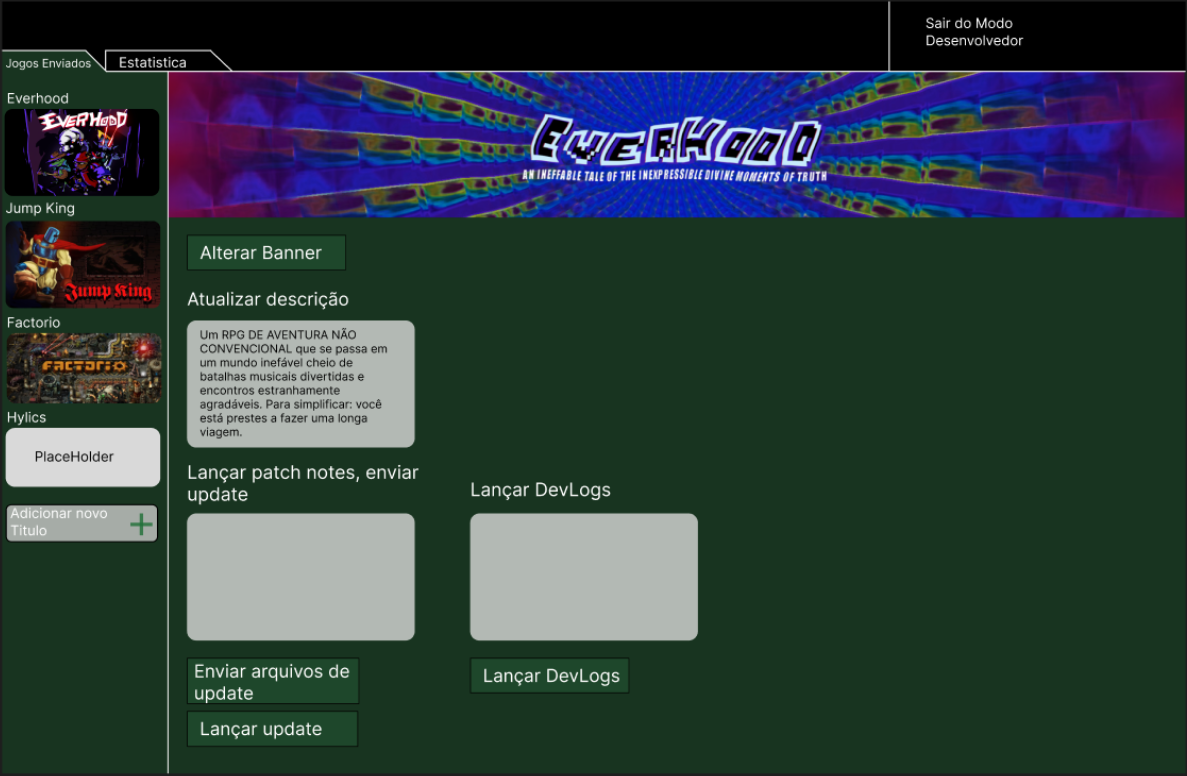 Sair do Modo
Desenvolvedor
Jogos Enviados
Estatistica
Everhood
EVERHOOD
Jump King
Jump King
Factorio
FACTORIO
Hylics
PlaceHolder
Adicionar novo
Titulo
EVERHOOD
AN INEFFABLE TALE OF THE INEXPRESSIBLE DIVINE MOMENTS OF TRUTH
Alterar Banner
Atualizar descrição
Um RPG DE AVENTURA NÃO
CONVENCIONAL que se passa em
um mundo inefável cheio de
batalhas musicais divertidas e
encontros estranhamente
agradáveis. Para simplificar: você
está prestes a fazer uma longa
viagem.
Lançar patch notes, enviar
update
Enviar arquivos de
update
Lançar update
Lançar DevLogs
Lançar DevLogs